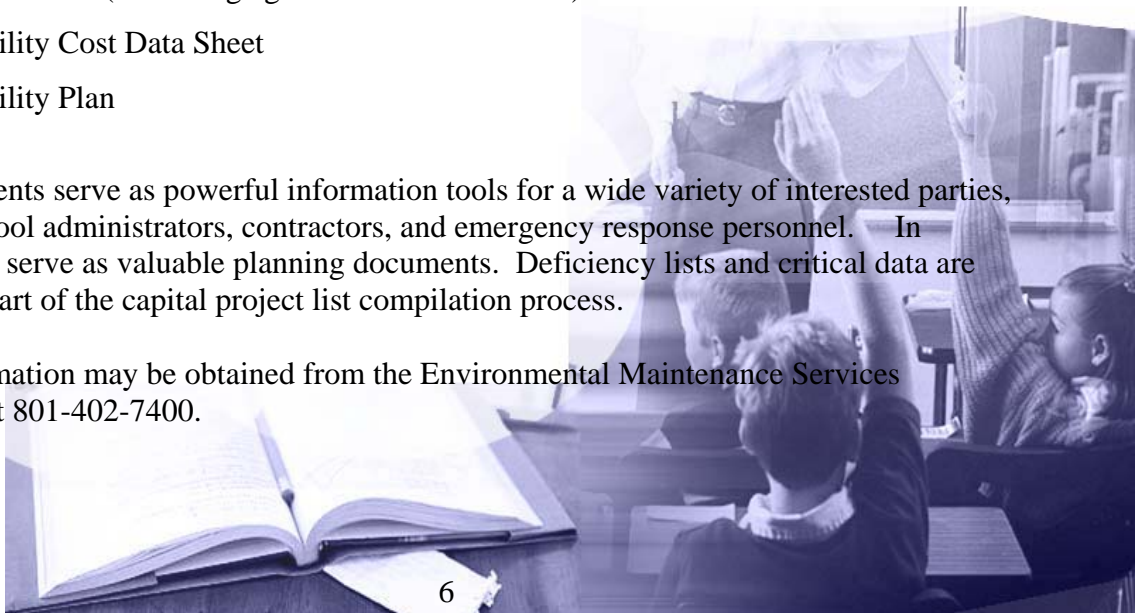 ility Cost Data Sheet
ility Plan
ents serve as powerful information tools for a wide variety of interested parties,
ool administrators, contractors, and emergency response personnel. In
serve as valuable planning documents. Deficiency lists and critical data are
art of the capital project list compilation process.
mation may be obtained from the Environmental Maintenance Services
t 801-402-7400.
6